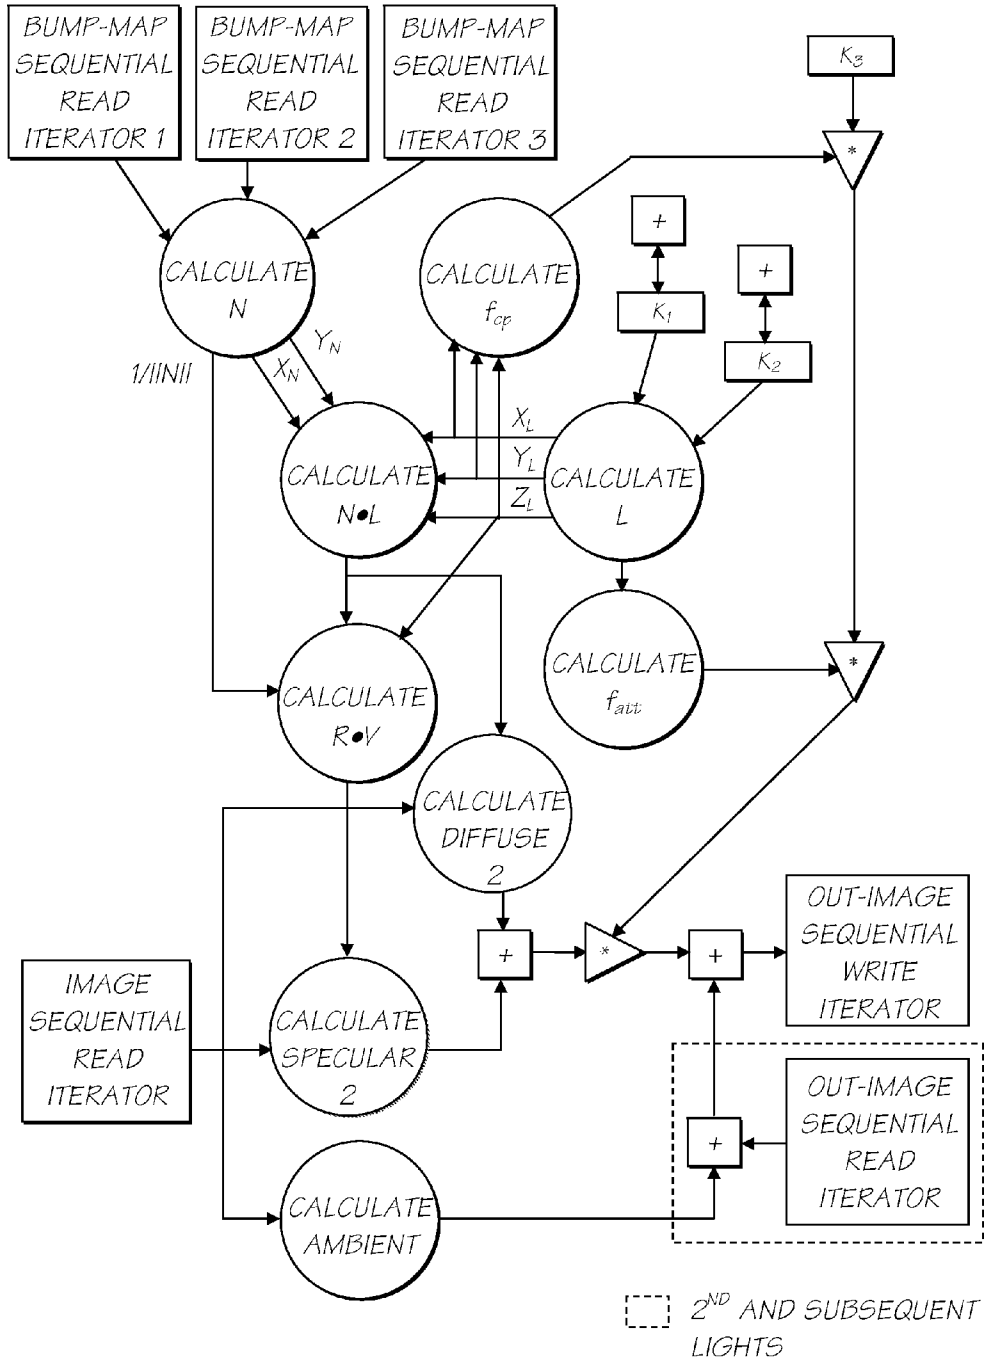 BUMP-MAP
SEQUENTIAL
READ
ITERATOR 1
BUMP-MAP
SEQUENTIAL
READ
ITERATOR 2
BUMP-MAP
SEQUENTIAL
READ
ITERATOR 3
K3
*
CALCULATE
N
CALCULATE
fcp
+
K1
+
K2
1/||N||
XN
YN
CALCULATE
N●L
XL
YL
ZL
CALCULATE
L
CALCULATE
R●V
CALCULATE
fatt
*
CALCULATE
DIFFUSE
2
+
*
+
OUT-IMAGE
SEQUENTIAL
WRITE
ITERATOR
IMAGE
SEQUENTIAL
READ
ITERATOR
CALCULATE
SPECULAR
2
+
OUT-IMAGE
SEQUENTIAL
READ
ITERATOR
CALCULATE
AMBIENT
2ND AND SUBSEQUENT
LIGHTS